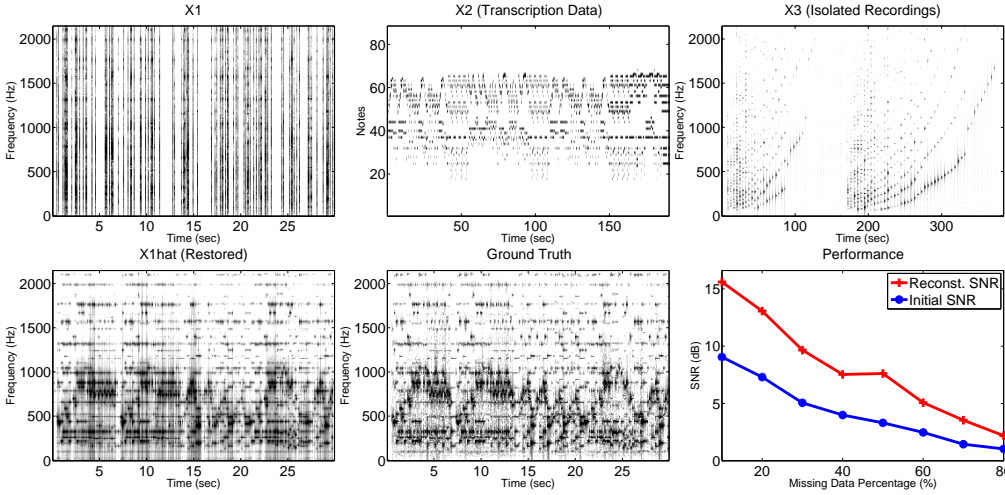 X1
Frequency (Hz)
2000
1500
1000
500
0
5 10 15 20 25
Time (sec)
X2 (Transcription Data)
Notes
80
60
40
20
50 100 150
Time (sec)
X3 (Isolated Recordings)
Frequency (Hz)
2000
1500
1000
500
0
100 200 300
Time (sec)
X1hat (Restored)
Frequency (Hz)
2000
1500
1000
500
0
5 10 15 20 25
Time (sec)
Ground Truth
Frequency (Hz)
2000
1500
1000
500
0
5 10 15 20 25
Time (sec)
Performance
SNR (dB)
15
10
5
0
Reconst. SNR
Initial SNR
20 40 60 80
Missing Data Percentage (%)